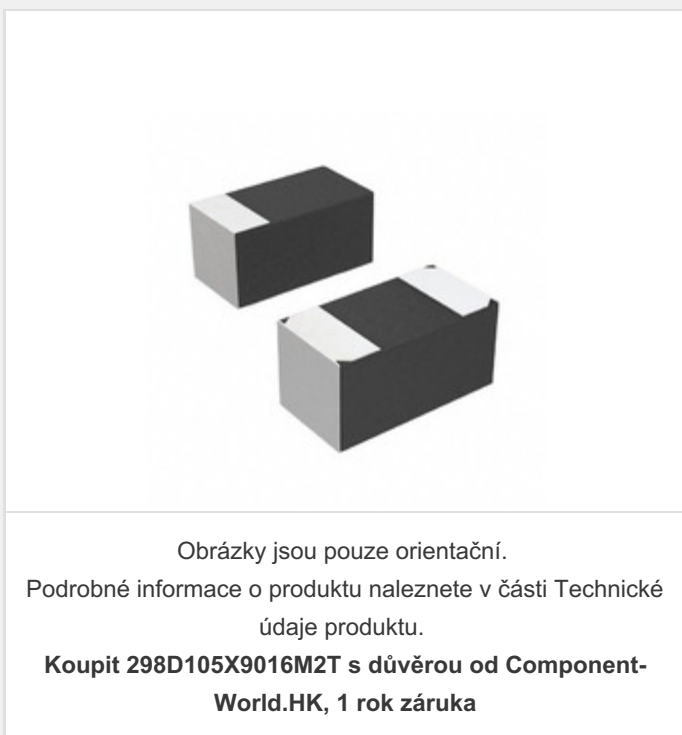 Obrázky jsou pouze orientační.
Podrobné informace o produktu naleznete v části Technické
údaje produktu.
Koupit 298D105X9016M2T s důvěrou od Component-
World.HK, 1 rok záruka